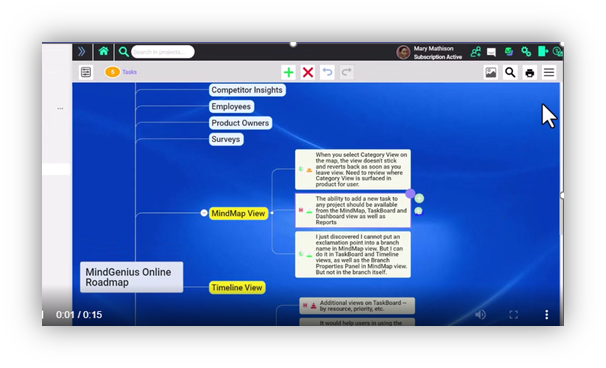 Search in projects...
Mary Mathison
Subscription Active
5 Tasks
Competitor Insights
Employees
Product Owners
Surveys
When you select Category View on
the map, the view doesn't stick
and reverts back as soon as you
leave view. Need to review where
Category View is surfaced in
product for user.
MindMap View
The ability to add a new task to
any project should be available
from the MindMap, TaskBoard and
Dashboard view as well as
Reports
I just discovered I cannot put an
exclamation point into a branch
name in MindMap view. But I can
do it in TaskBoard and Timeline
views, as well as the Branch
Properties Panel in MindMap view.
But not in the branch itself.
MindGenius Online
Roadmap
Timeline View
Additional views on TaskBoard –
by resource, priority, etc.
It would help users in using the
0:01 / 0:15